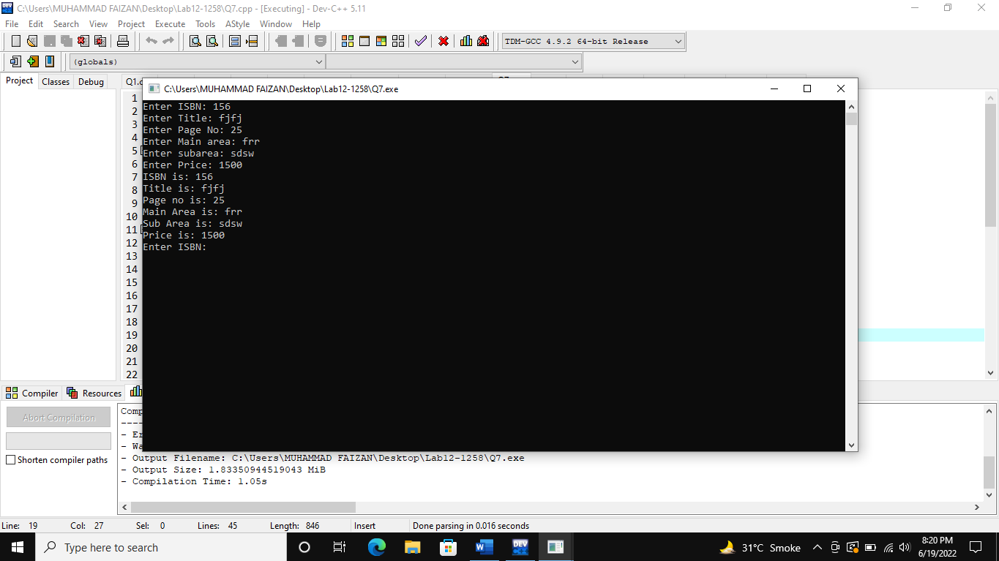 C:\Users\MUHAMMAD FAIZAN\Desktop\Lab12-1258\Q7.cpp - [Executing] - Dev-C++ 5.11
File Edit Search View Project Execute Tools AStyle Window Help
TDM-GCC 4.9.2 64-bit Release
(globals)
Project Classes Debug
C:\Users\MUHAMMAD FAIZAN\Desktop\Lab12-1258\Q7.exe
1
2
3
4
5
6
7
8
9
10
11
12
13
14
15
16
17
18
19
20
21
22
Enter ISBN: 156
Enter Title: fjfj
Enter Page No: 25
Enter Main area: frr
Enter subarea: sdsw
Enter Price: 1500
ISBN is: 156
Title is: fjfj
Page no is: 25
Main Area is: frr
Sub Area is: sdsw
Price is: 1500
Enter ISBN:
Compiler Resources
Abort Compilation
Shorten compiler paths
- Output Filename: C:\Users\MUHAMMAD FAIZAN\Desktop\Lab12-1258\Q7.exe
- Output Size: 1.83350944519043 MiB
- Compilation Time: 1.05s
Line: 19 Col: 27 Sel: 0 Lines: 45 Length: 846 Insert Done parsing in 0.016 seconds
Type here to search
31°C Smoke
8:20 PM
6/19/2022